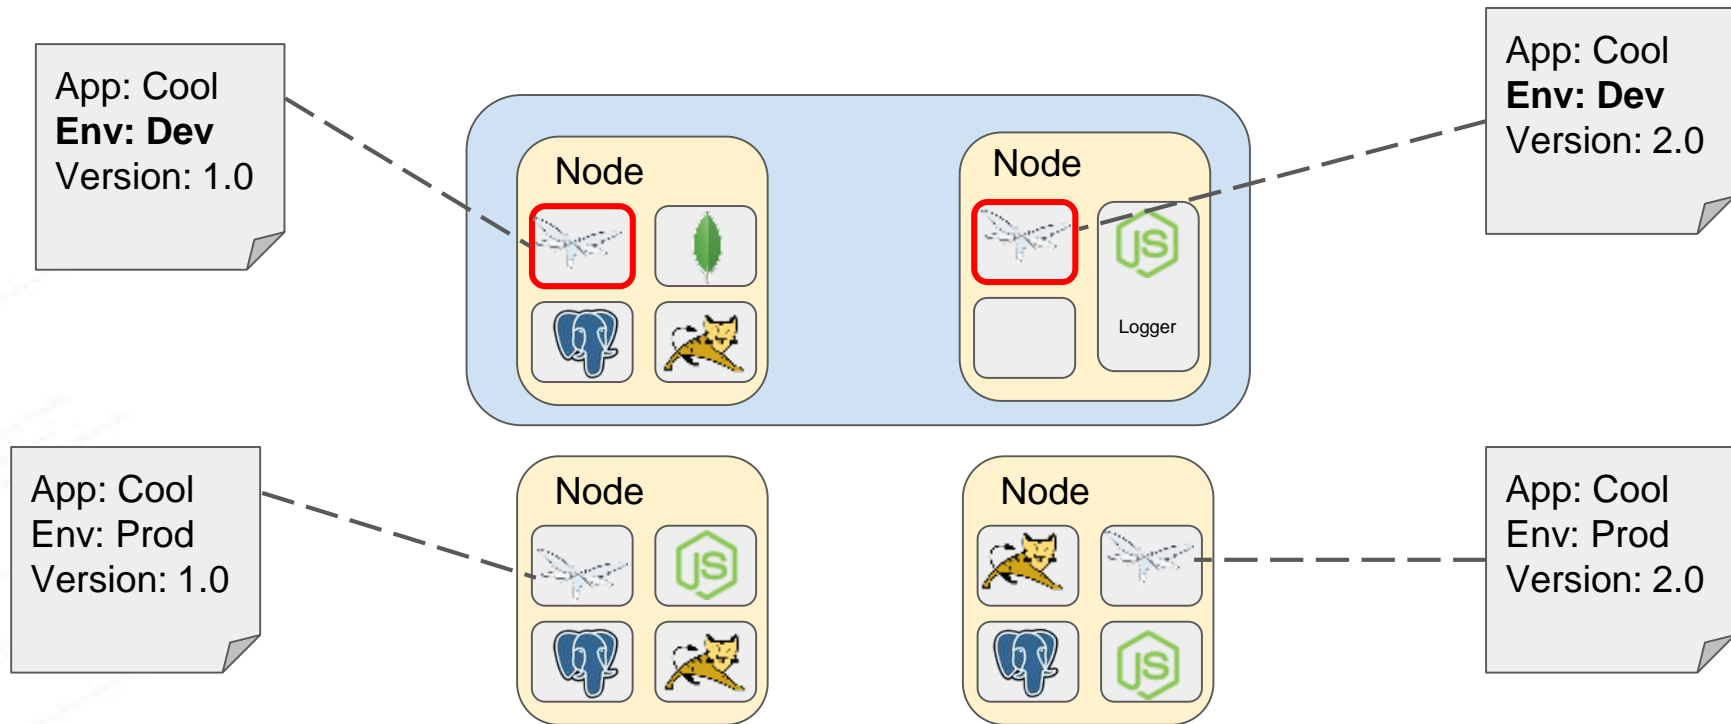 App: Cool
Env: Dev
Version: 1.0
Node
JS
Logger
Node
App: Cool
Env: Dev
Version: 2.0
App: Cool
Env: Prod
Version: 1.0
Node
JS
Node
JS
App: Cool
Env: Prod
Version: 2.0